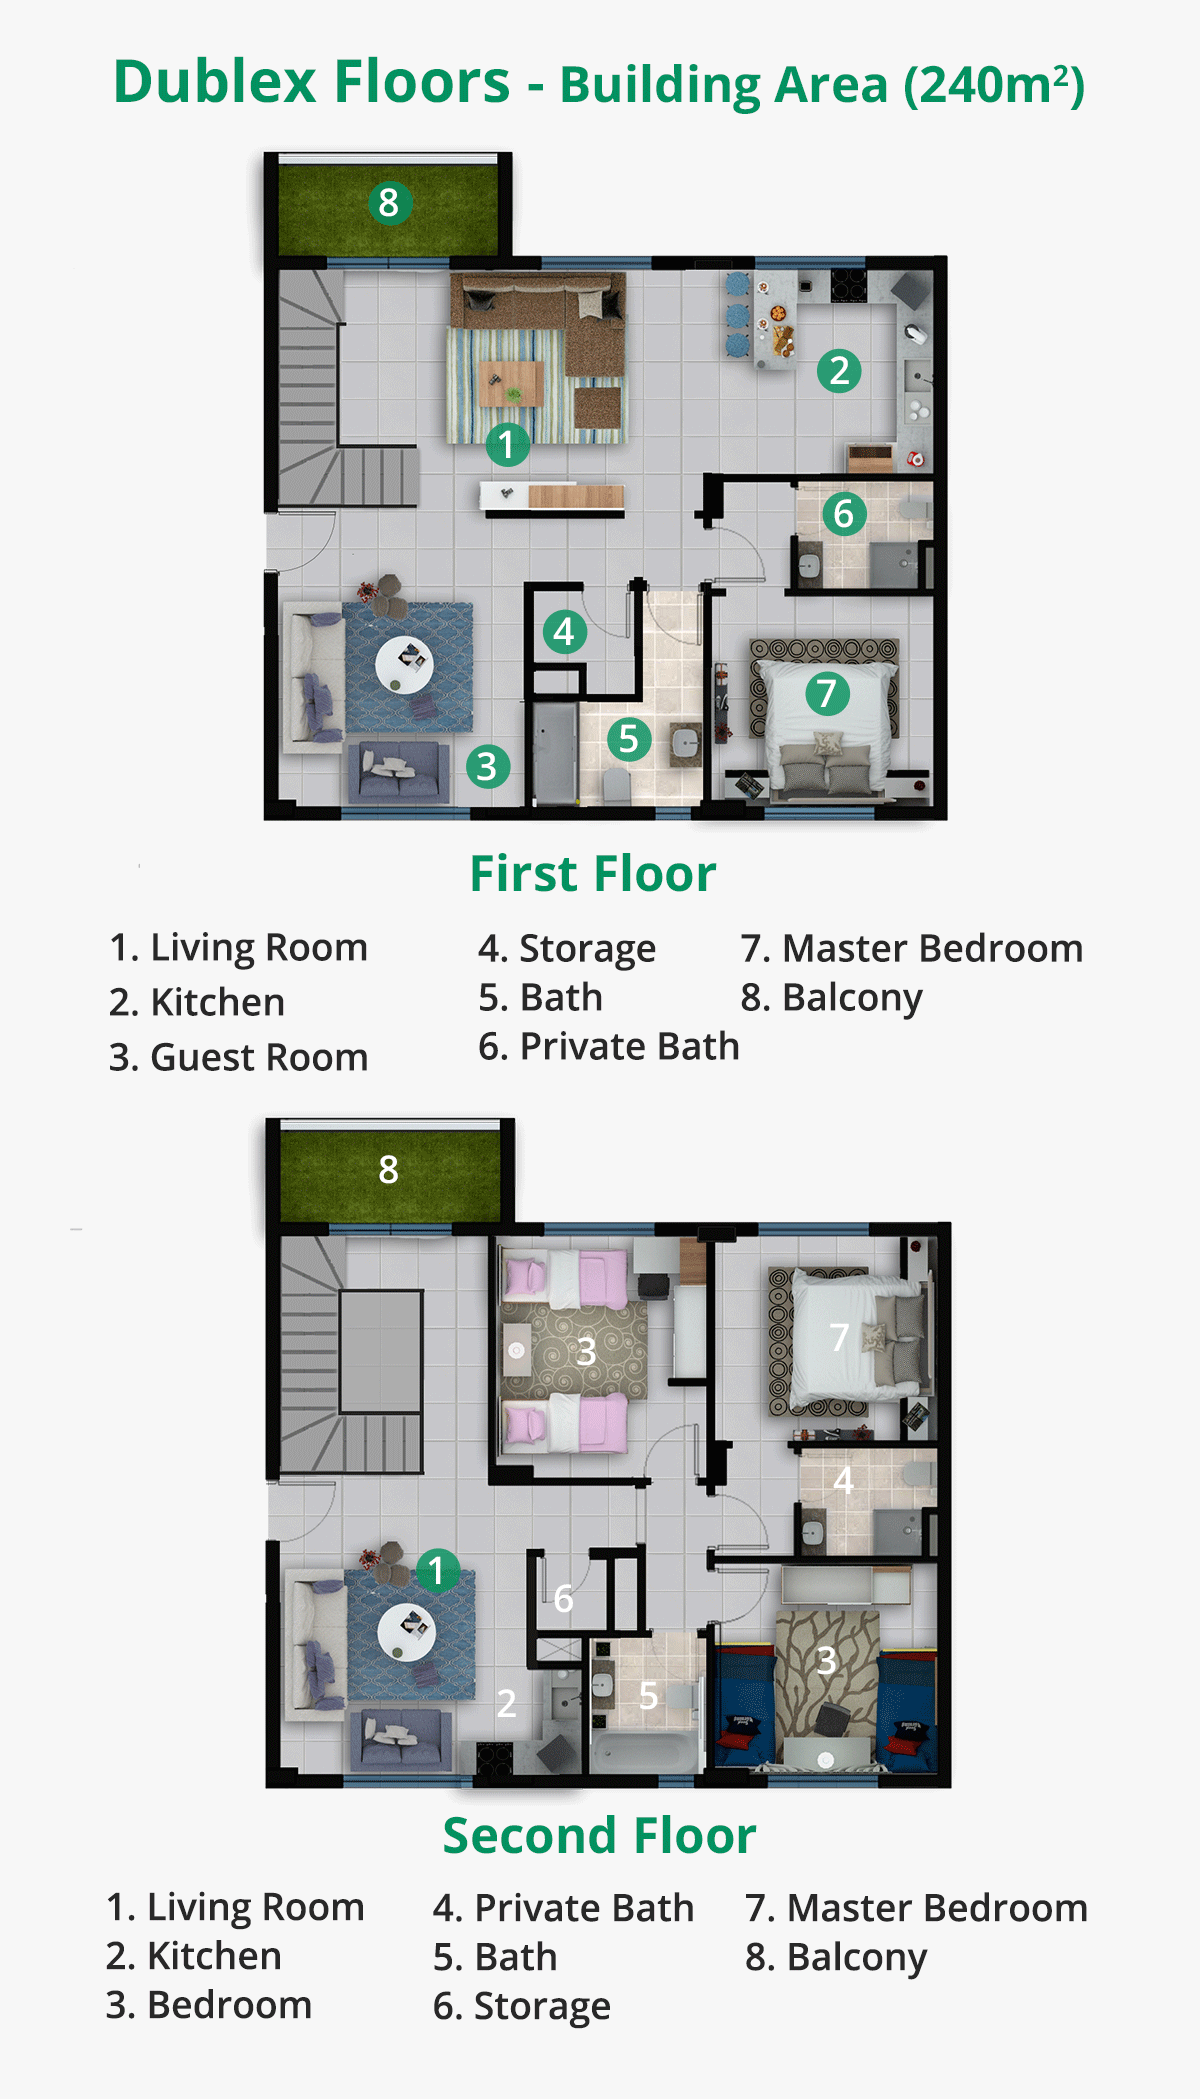 Dublex Floors - Building Area (240m²)
8
1
2
6
4
7
5
3
First Floor
1. Living Room
2. Kitchen
3. Guest Room
4. Storage
5. Bath
6. Private Bath
7. Master Bedroom
8. Balcony
8
3
7
4
1
6
3
5
2
Second Floor
1. Living Room
2. Kitchen
3. Bedroom
4. Private Bath
5. Bath
6. Storage
7. Master Bedroom
8. Balcony